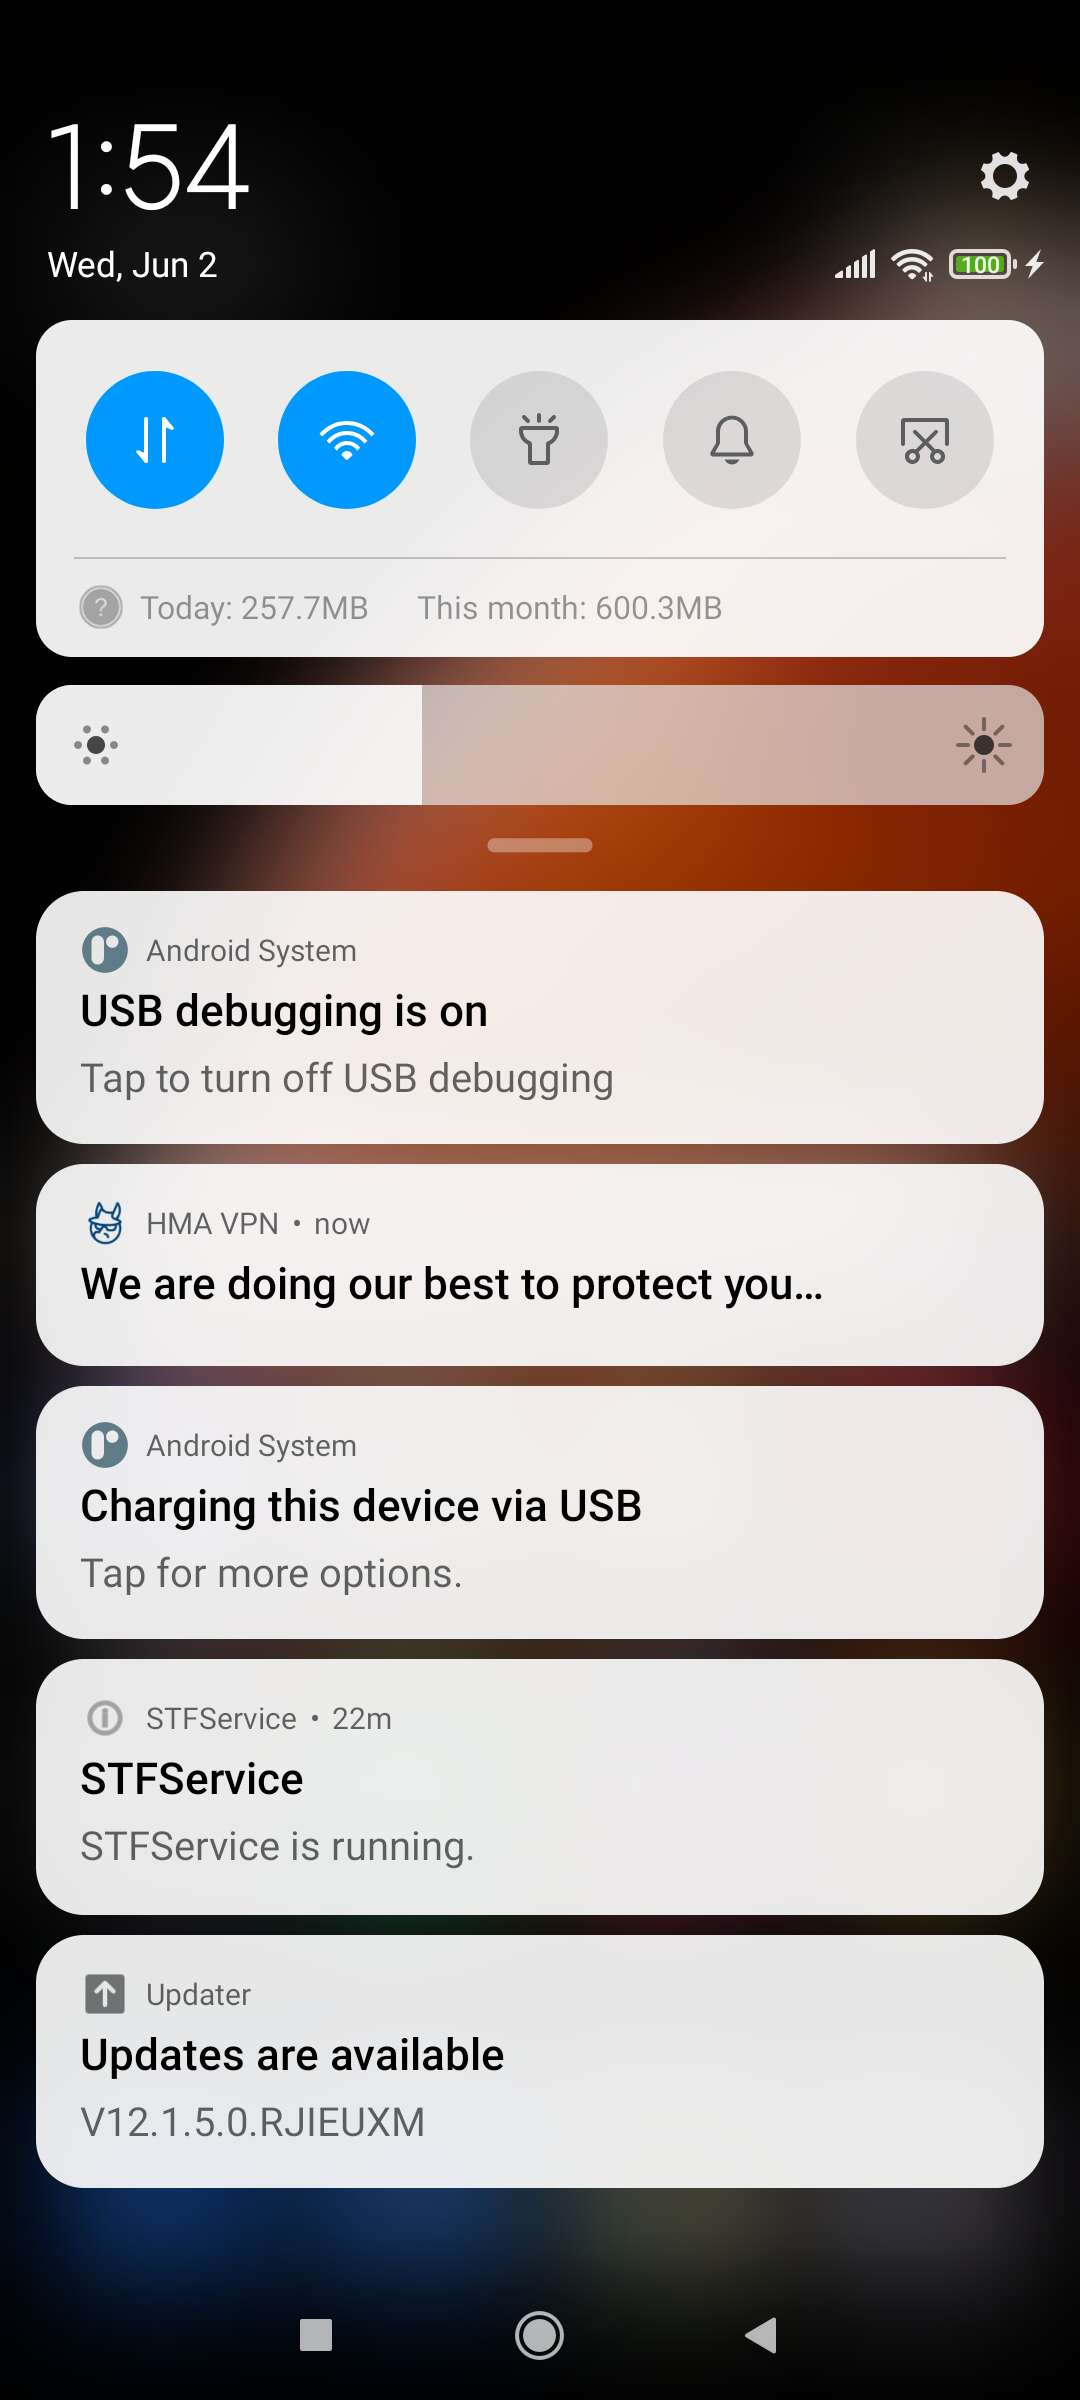 1:54
Wed, Jun 2
100
Today: 257.7MB This month: 600.3MB
Android System
USB debugging is on
Tap to turn off USB debugging
HMA VPN • now
We are doing our best to protect you...
Android System
Charging this device via USB
Tap for more options.
STFService • 22m
STFService
STFService is running.
Updater
Updates are available
V12.1.5.0.RJIEUXM